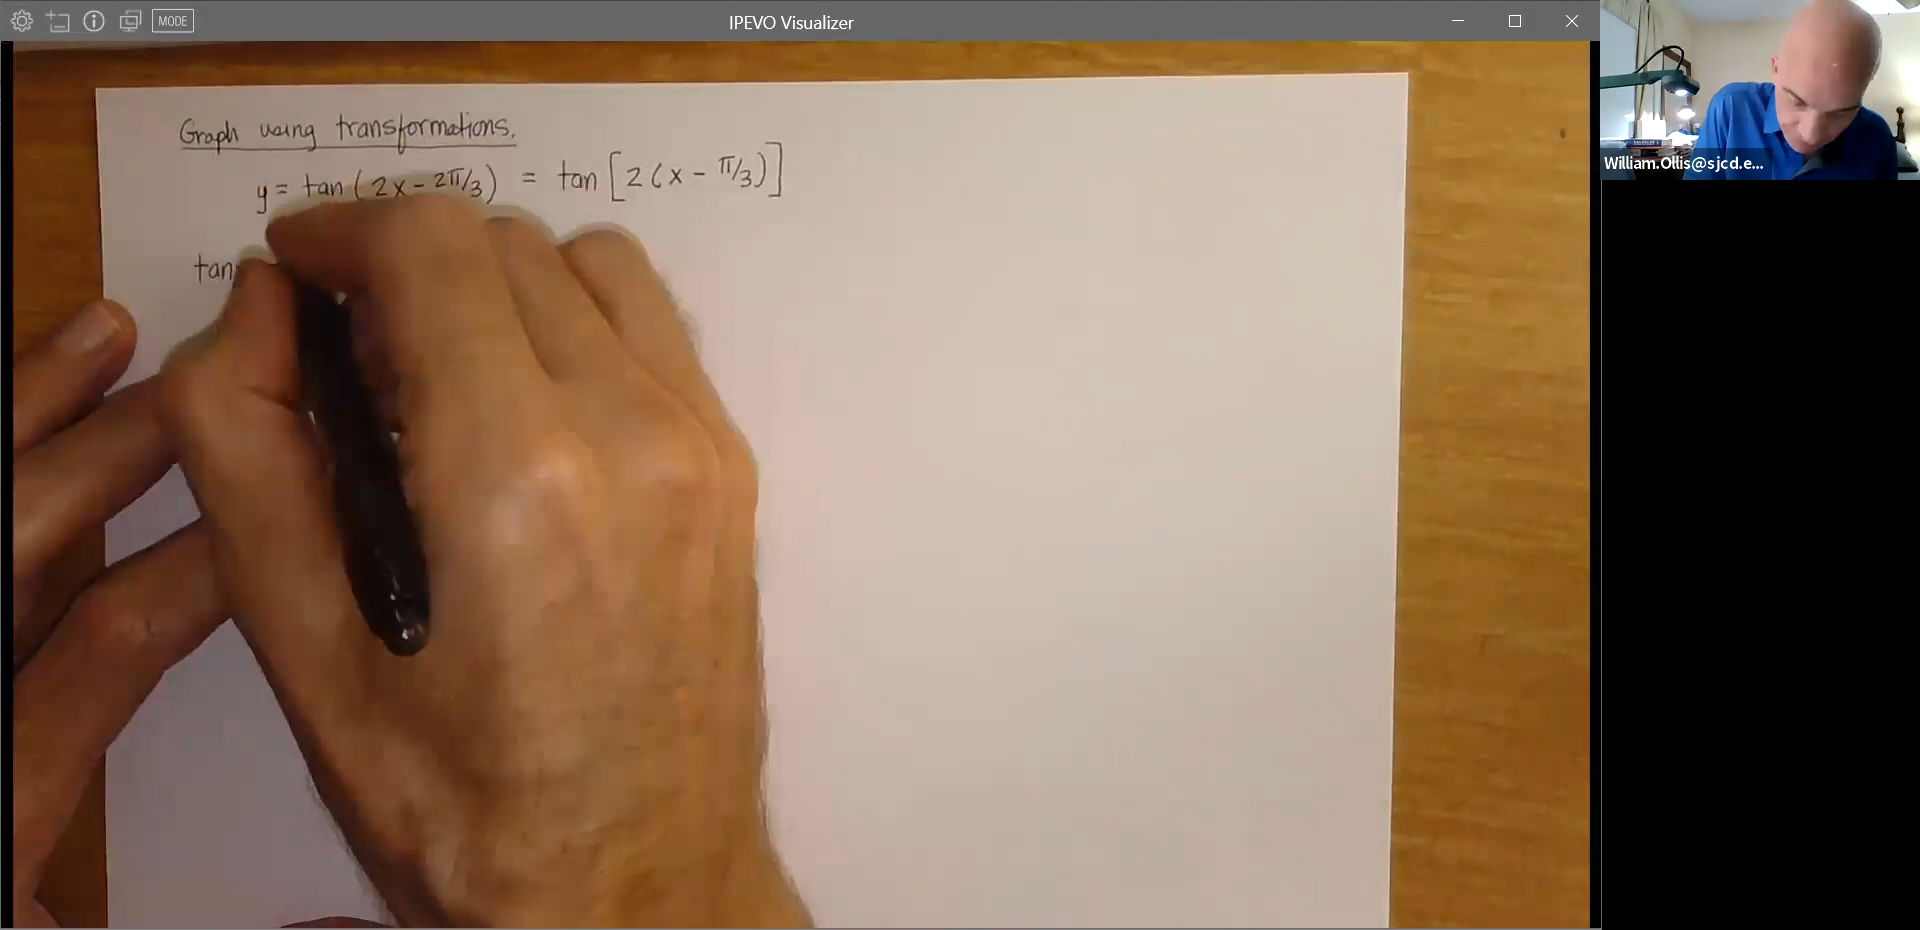 MODE
IPEVO Visualizer
Graph using transformations.
y = tan (2x - 2π/3) = tan [2(x - π/3)]
tan
William.Ollis@sjcd.e...